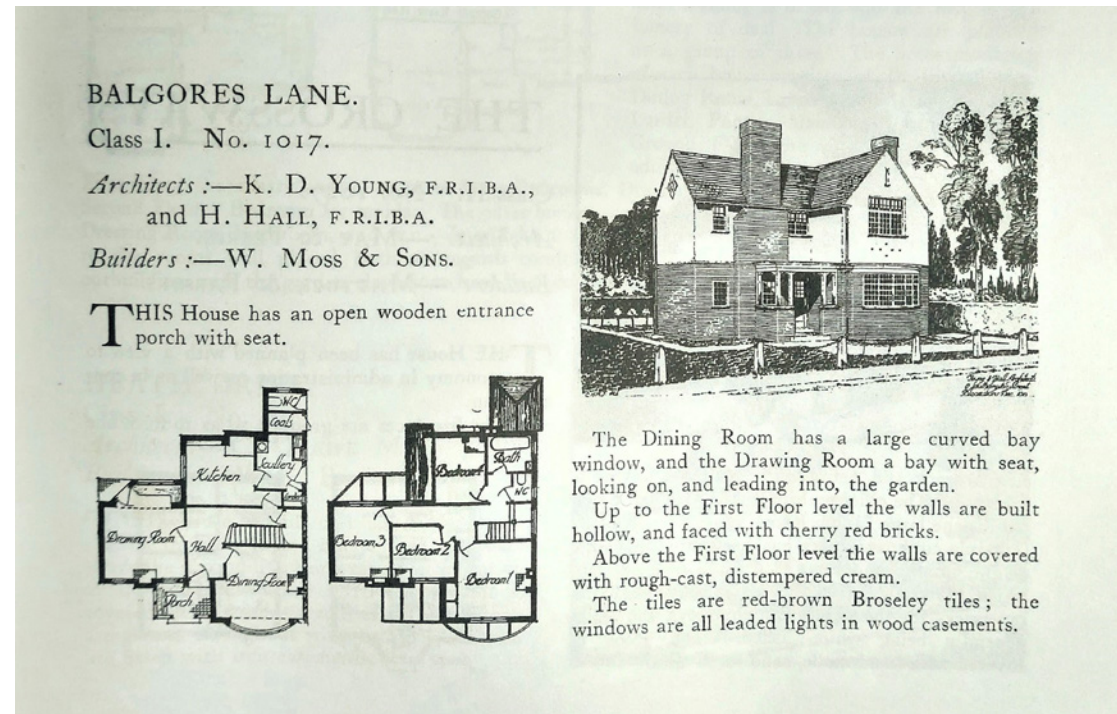 BALGORES LANE.
Class I. No. 1017.
Architects :—K. D. YOUNG, F.R.I.B.A.,
and H. HALL, F.R.I.B.A.
Builders :—W. MOSS & SONS.
THIS House has an open wooden entrance
porch with seat.
WC
Coals
Kitchen
Scullery
Drawing Room
Hall
Dining Room
Porch
Bedroom 4
Bath
WC
Bedroom 3
Bedroom 2
Bedroom 1
The Dining Room has a large curved bay
window, and the Drawing Room a bay with seat,
looking on, and leading into, the garden.
Up to the First Floor level the walls are built
hollow, and faced with cherry red bricks.
Above the First Floor level the walls are covered
with rough-cast, distempered cream.
The tiles are red-brown Broseley tiles ; the
windows are all leaded lights in wood casements.